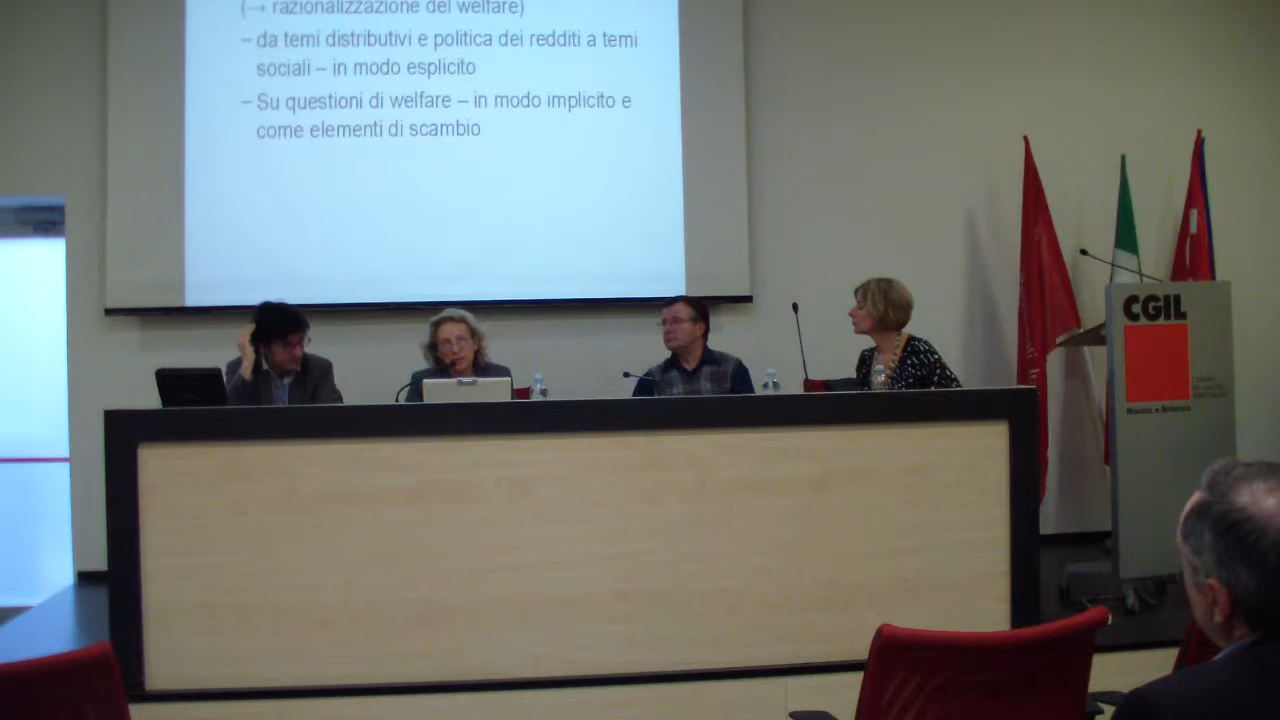 (→ razionalizzazione del welfare)
– da temi distributivi e politica dei redditi a temi
sociali – in modo esplicito
– Su questioni di welfare – in modo implicito e
come elementi di scambio
CGIL